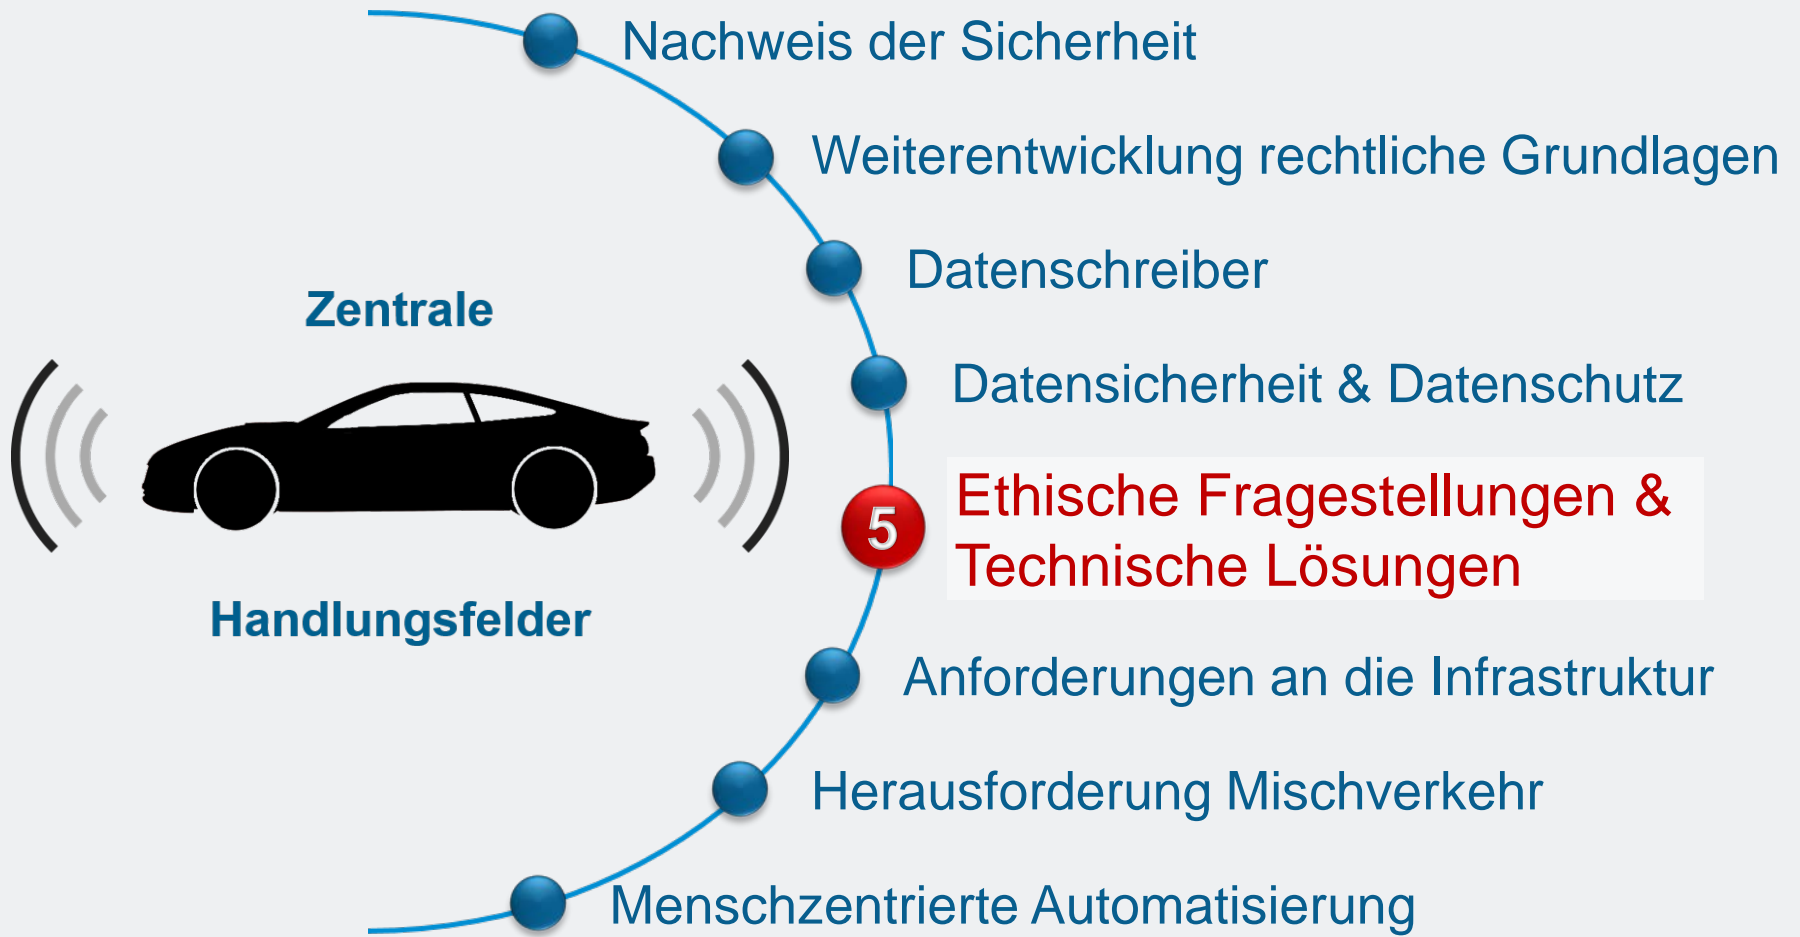 Nachweis der Sicherheit
Weiterentwicklung rechtliche Grundlagen
Datenschreiber
Zentrale
Datensicherheit & Datenschutz
5
Ethische Fragestellungen &
Technische Lösungen
Handlungsfelder
Anforderungen an die Infrastruktur
Herausforderung Mischverkehr
Menschzentrierte Automatisierung